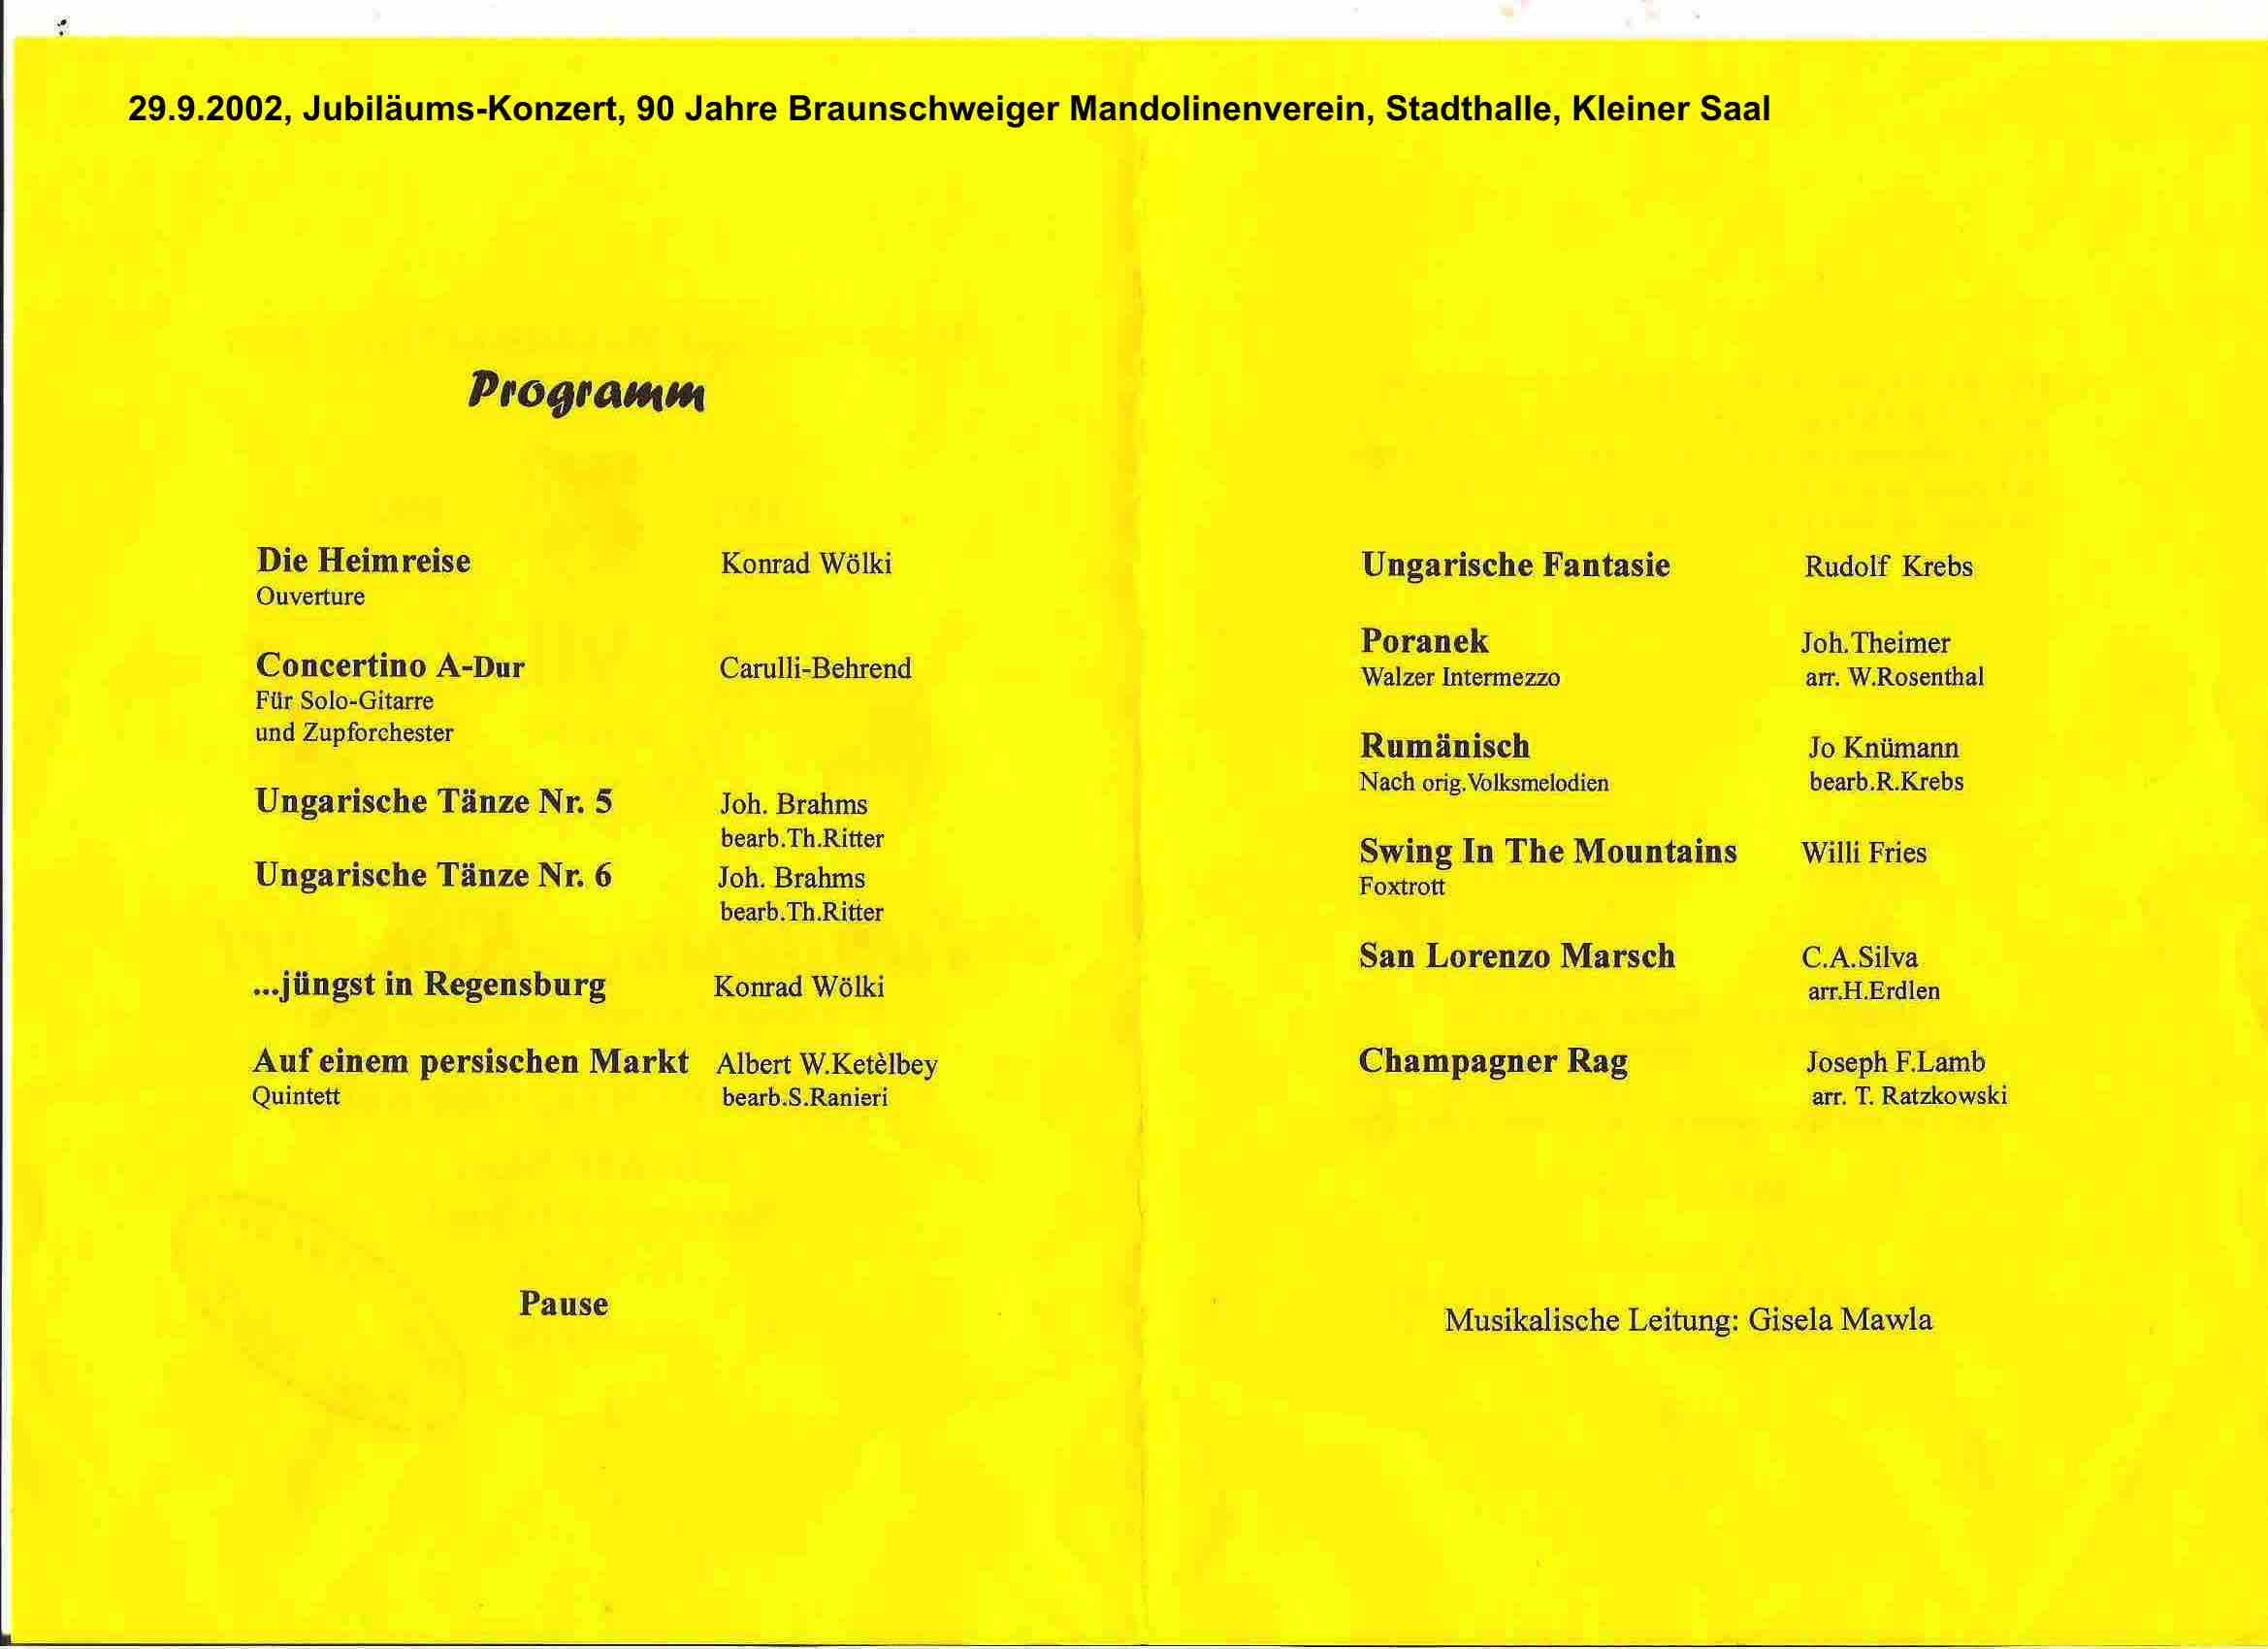 29.9.2002, Jubiläums-Konzert, 90 Jahre Braunschweiger Mandolinenverein, Stadthalle, Kleiner Saal
Programm
Die Heimreise Konrad Wölki
Ouverture
Concertino A-Dur Carulli-Behrend
Für Solo-Gitarre
und Zupforchester
Ungarische Tänze Nr. 5 Joh. Brahms
bearb.Th.Ritter
Ungarische Tänze Nr. 6 Joh. Brahms
bearb.Th.Ritter
...jüngst in Regensburg Konrad Wölki
Auf einem persischen Markt Albert W.Ketèlbey
Quintett bearb.S.Ranieri
Pause
Ungarische Fantasie Rudolf Krebs
Poranek Joh.Theimer
Walzer Intermezzo arr. W.Rosenthal
Rumänisch Jo Knümann
Nach orig.Volksmelodien bearb.R.Krebs
Swing In The Mountains Willi Fries
Foxtrott
San Lorenzo Marsch C.A.Silva
arr.H.Erdlen
Champagner Rag Joseph F.Lamb
arr. T. Ratzkowski
Musikalische Leitung: Gisela Mawla